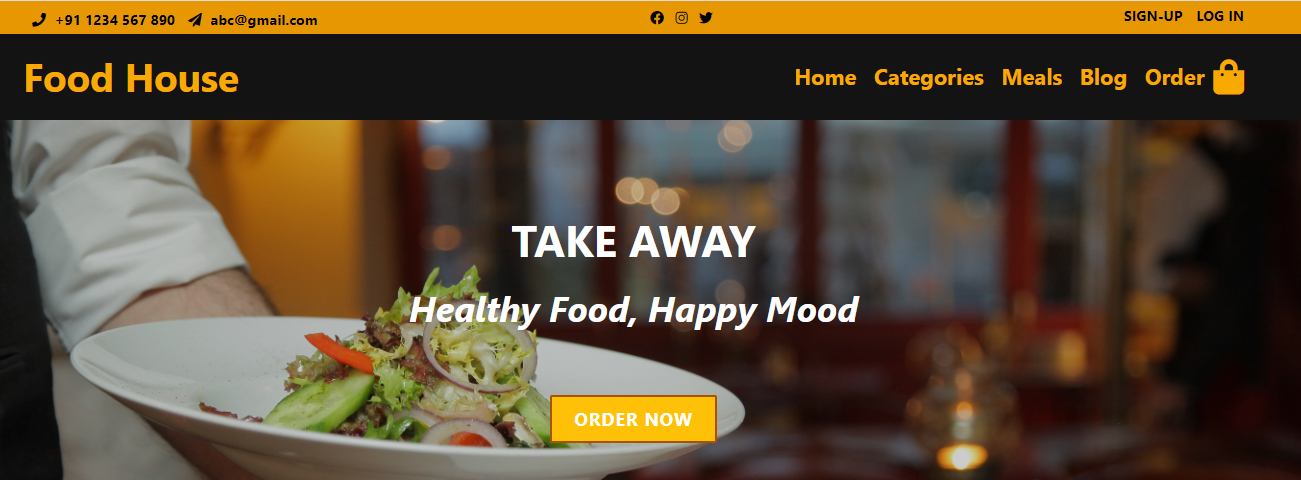 +91 1234 567 890 abc@gmail.com SIGN-UP LOG IN
Food House Home Categories Meals Blog Order
TAKE AWAY
Healthy Food, Happy Mood
ORDER NOW